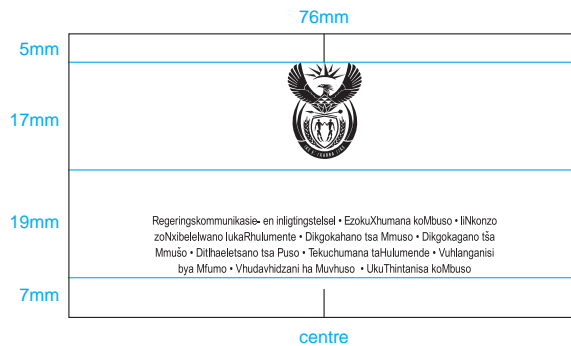 76mm
5mm
17mm
19mm
Regeringskommunikasie- en inligtingstelsel • EzokuXhumana koMbuso • IiNkonzo
zoNxibelelwano lukaRhulumente • Dikgokahano tsa Mmuso • Dikgokagano tša
Mmušo • Ditlhaeletsano tsa Puso • Tekuchumana taHulumende • Vuhlanganisi
bya Mfumo • Vhudavhidzani ha Muvhuso • UkuThintanisa koMbuso
7mm
centre